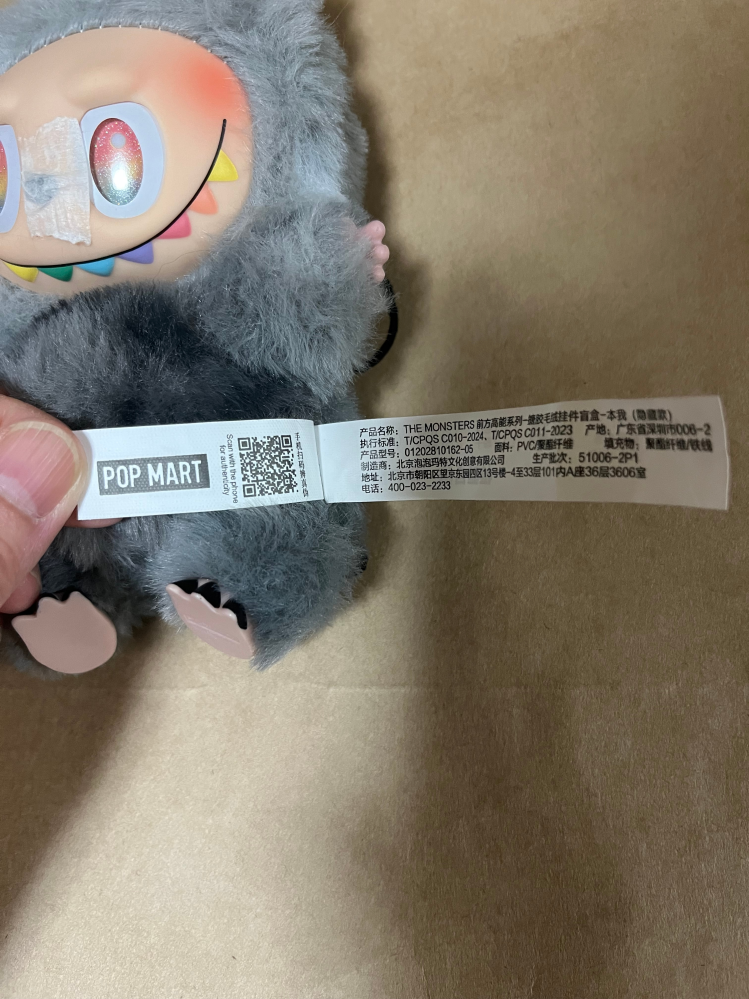 POP MART
Scan with the phone
for authenticity
手机扫码辨真伪
产品名称: THE MONSTERS 前方高能系列-搪胶毛绒挂件盲盒-本我 (隐藏款)
执行标准: T/CPQS C010-2024、T/CPQS C011-2023 产地: 广东省深圳市006-2
产品型号: 01202810162-05 面料: PVC/聚酯纤维 填充物: 聚酯纤维/铁线
制造商: 北京泡泡玛特文化创意有限公司 生产批次: 51006-2P1
地址: 北京市朝阳区里京东园四区13号楼-4至33层101内A座36层3606室
电话: 400-023-2233